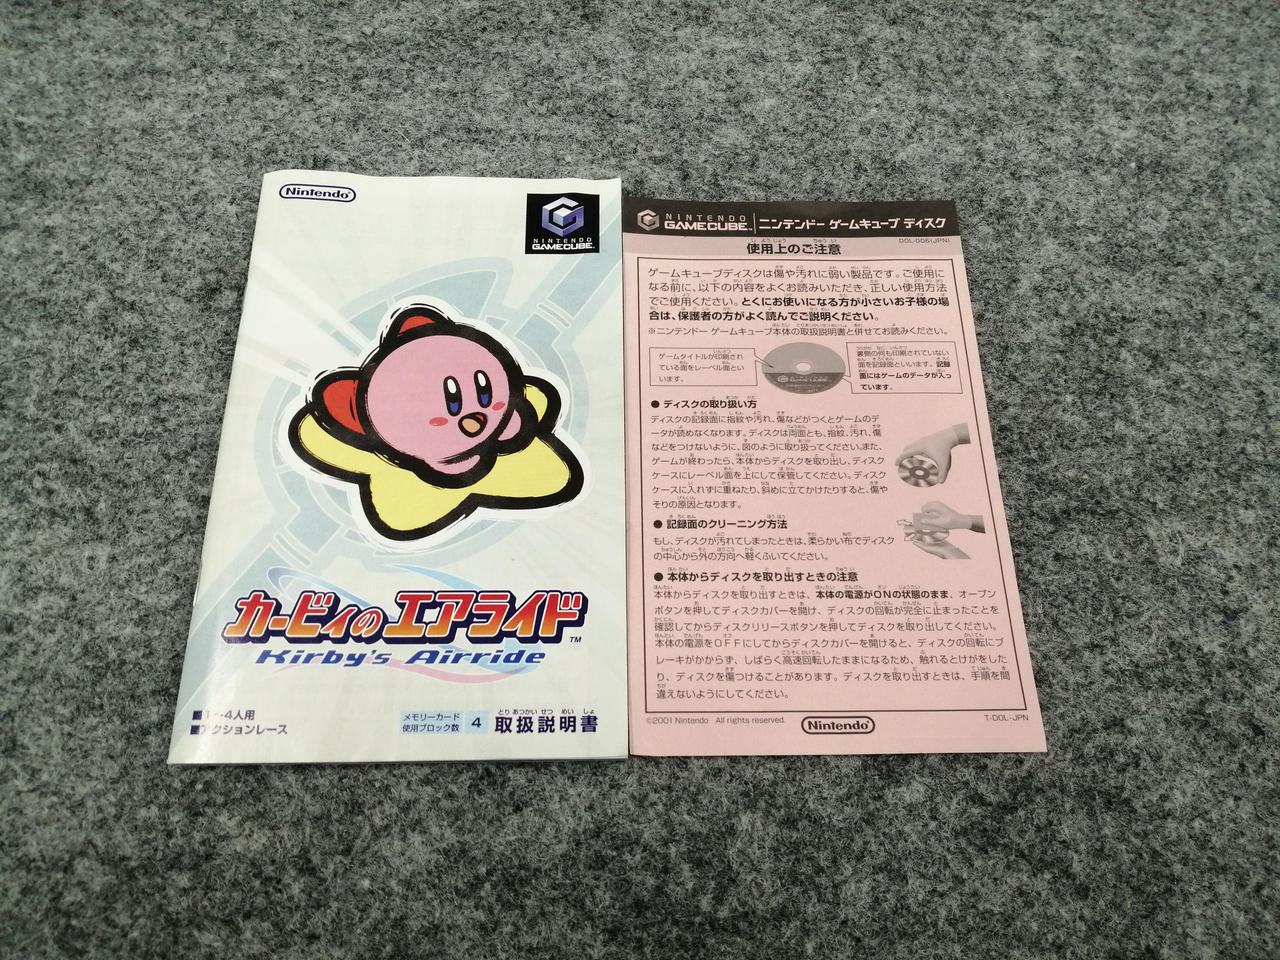 Nintendo
NINTENDO
GAMECUBE™
カービィのエアライド™
Kirby's Airride
■1〜4人用
■アクションレース
メモリーカード
使用ブロック数 4
とり あつかい せつ めい しょ
取扱説明書
NINTENDO
GAMECUBE™ ニンテンドー ゲームキューブ ディスク
DOL-006(JPN)
使用上のご注意
ゲームキューブディスクは傷や汚れに弱い製品です。ご使用に
なる前に、以下の内容をよくお読みいただき、正しい使用方法
でご使用ください。とくにお使いになる方が小さいお子様の場
合は、保護者の方がよく読んでご説明ください。
※ニンテンドー ゲームキューブ本体の取扱説明書と併せてお読みください。
ゲームタイトルが印刷され
ている面をレーベル面とい
います。
裏側の何も印刷されていない
面を記録面といいます。記録
面にはゲームのデータが入っ
ています。
● ディスクの取り扱い方
ディスクの記録面に指紋や汚れ、傷などがつくとゲームのデ
ータが読めなくなります。ディスクは両面とも、指紋、汚れ、傷
などをつけないように、図のように取り扱ってください。また、
ゲームが終わったら、本体からディスクを取り出し、ディスク
ケースにレーベル面を上にして保管してください。ディスク
ケースに入れずに重ねたり、斜めに立てかけたりすると、傷や
そりの原因となります。
● 記録面のクリーニング方法
もし、ディスクが汚れてしまったときは、柔らかい布でディスク
の中心から外の方向へ軽くふいてください。
● 本体からディスクを取り出すときの注意
本体からディスクを取り出すときは、本体の電源がONの状態のまま、オープン
ボタンを押してディスクカバーを開け、ディスクの回転が完全に止まったことを
確認してからディスクリリースボタンを押してディスクを取り出してください。
本体の電源をOFFにしてからディスクカバーを開けると、ディスクの回転にブ
レーキがかからず、しばらく高速回転したままになるため、触れるとけがをした
り、ディスクを傷つけることがあります。ディスクを取り出すときは、手順を間
違えないようにしてください。
©2001 Nintendo All rights reserved.
Nintendo
T-DOL-JPN